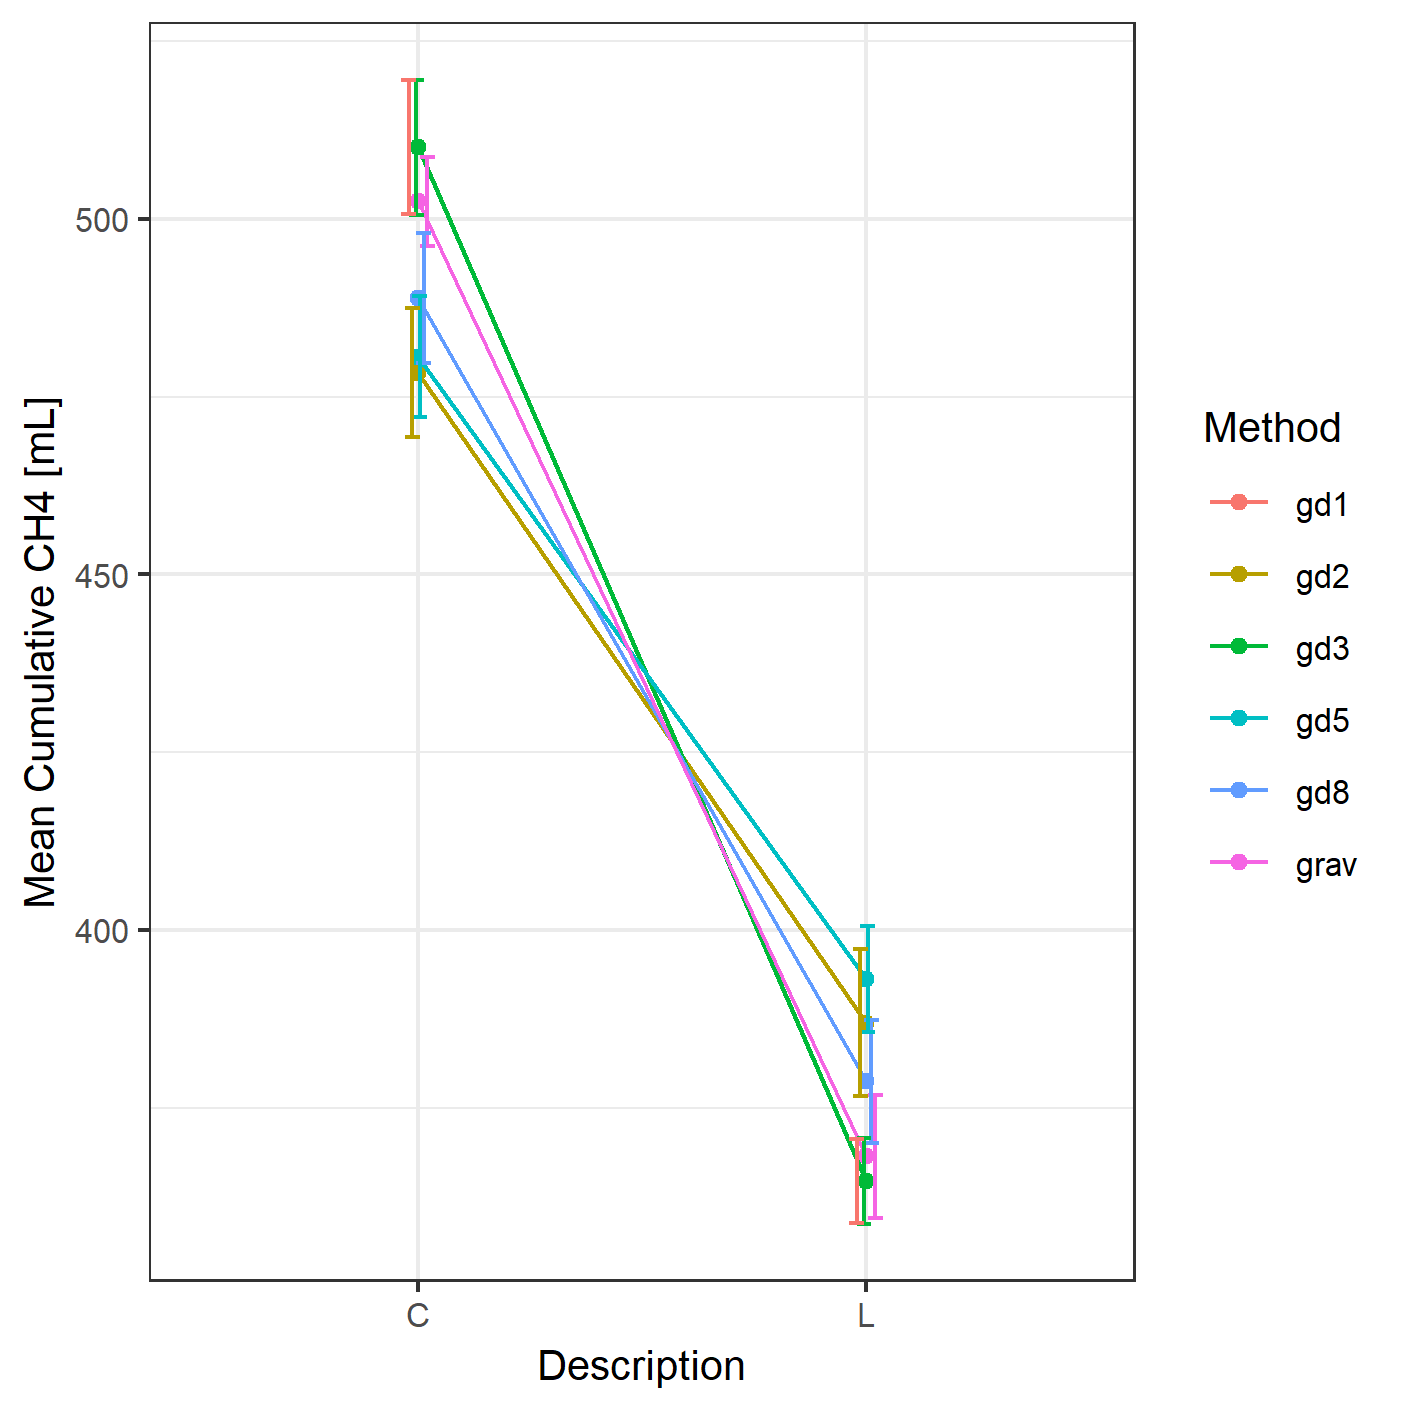 500
450
400
Mean Cumulative CH4 [mL]
C
L
Description
Method
gd1
gd2
gd3
gd5
gd8
grav